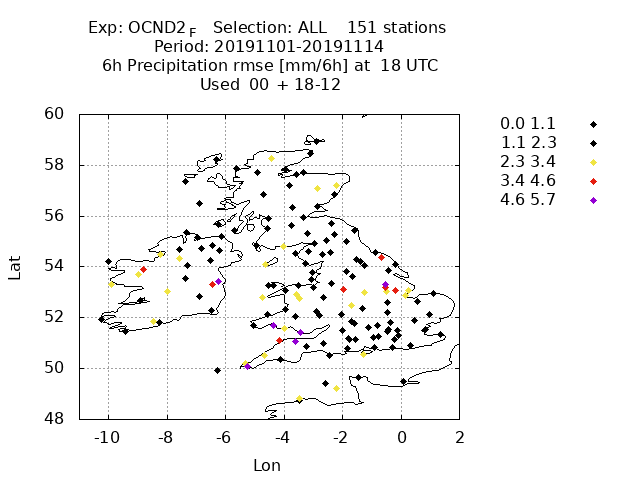 Exp: OCND2 F Selection: ALL 151 stations
Period: 20191101-20191114
6h Precipitation rmse [mm/6h] at 18 UTC
Used 00 + 18-12
0.0 1.1
1.1 2.3
2.3 3.4
3.4 4.6
4.6 5.7
60
58
56
54
52
50
48
Lat
-10 -8 -6 -4 -2 0 2
Lon